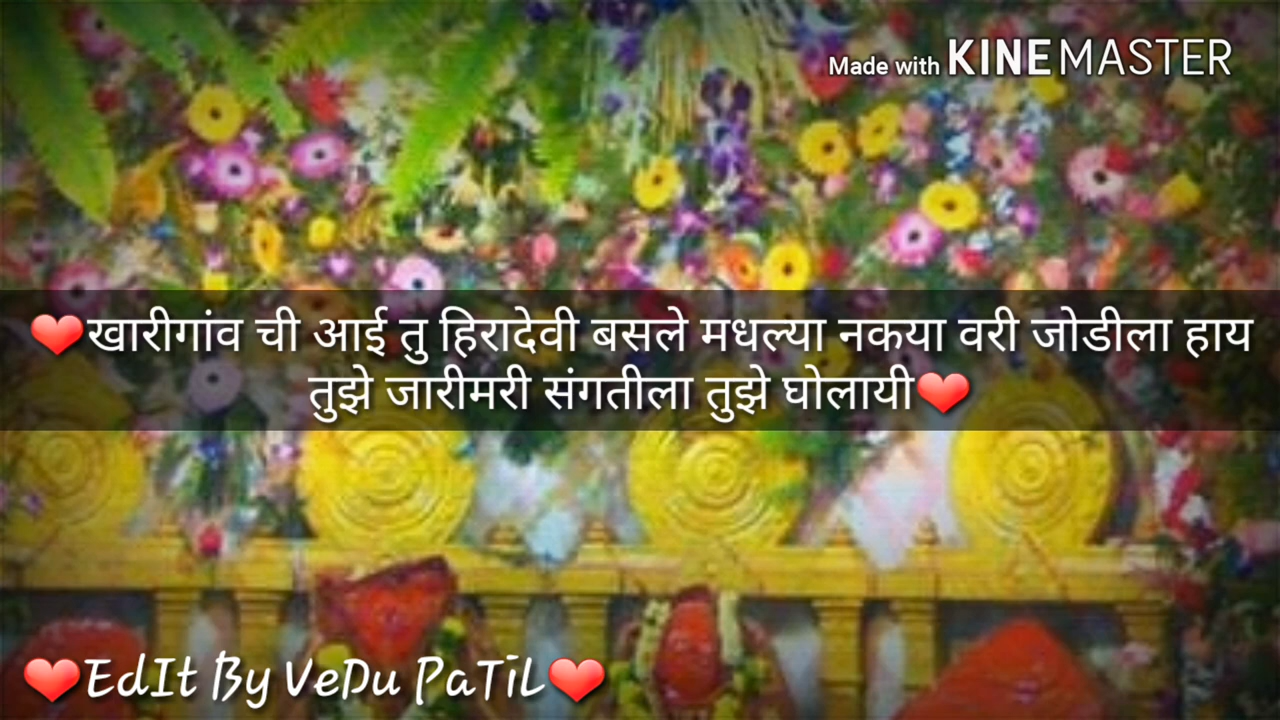 Made with KINEMASTER
❤खारीगांव ची आई तु हिरादेवी बसले मधल्या नकया वरी जोडीला हाय
तुझे जारीमरी संगतीला तुझे घोलायी❤
❤EdIt By VeDu PaTiL❤